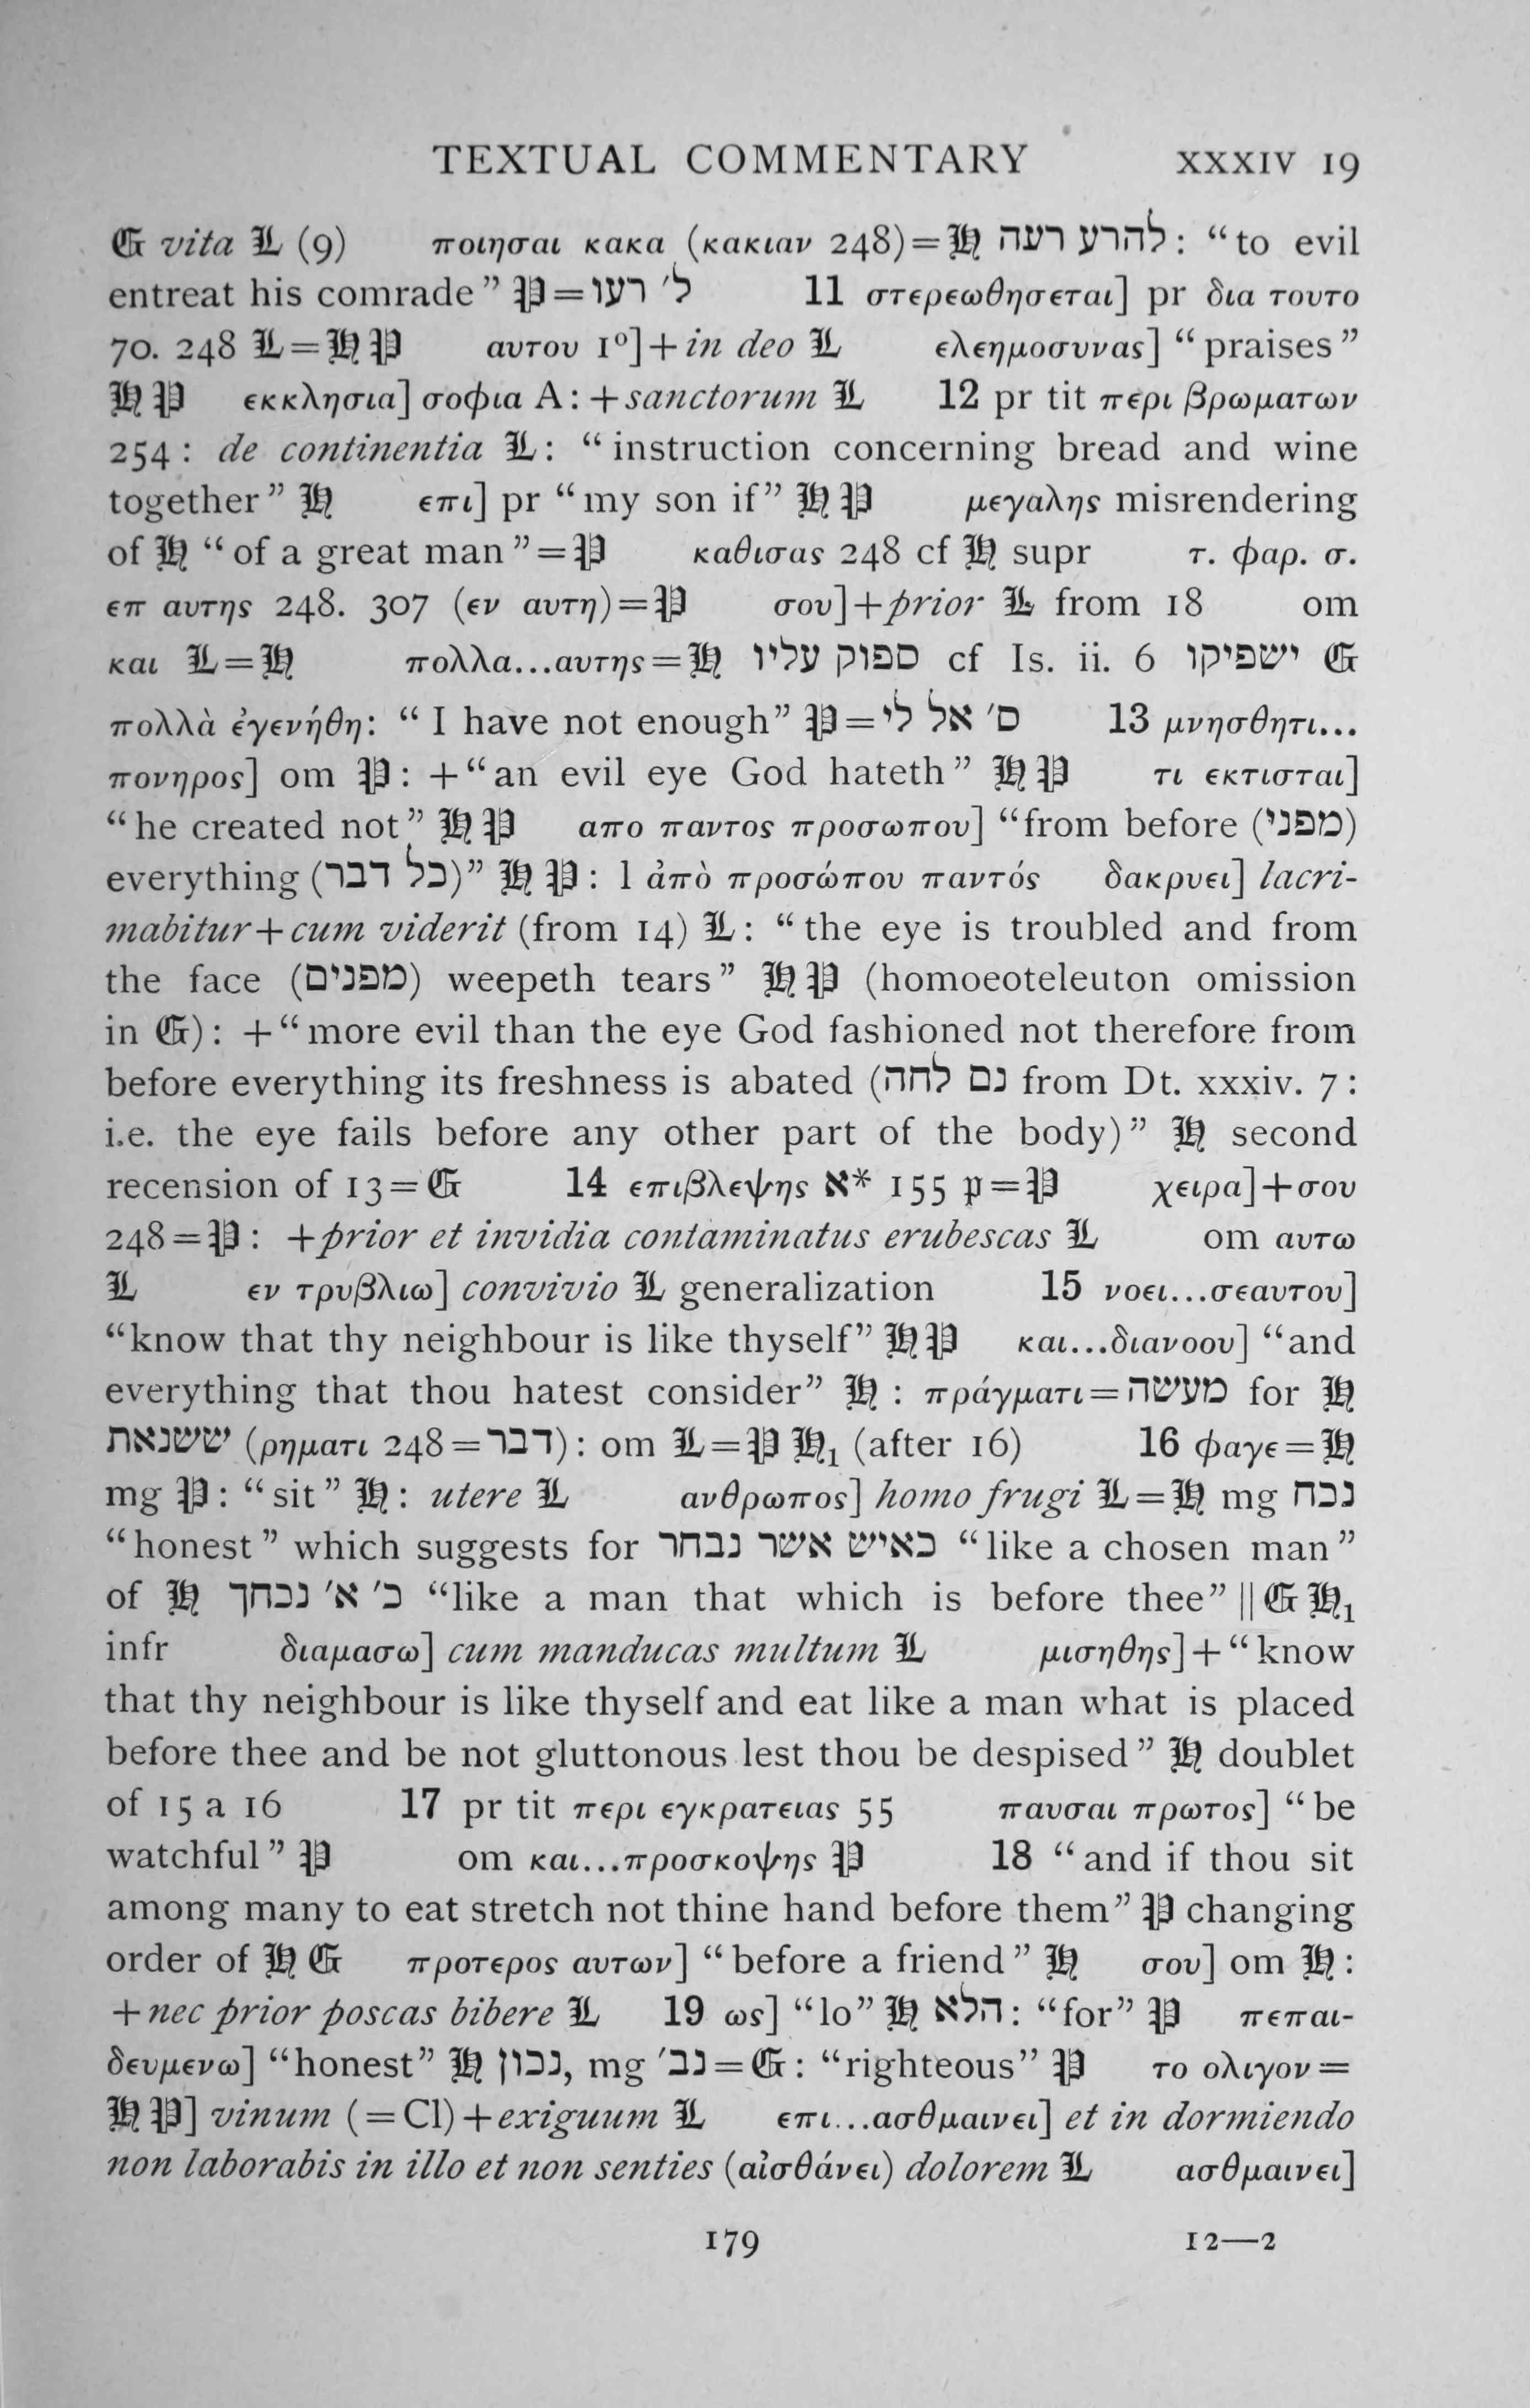 TEXTUAL COMMENTARY XXXIV 19
𝕲 vita 𝕷 (9) ποιησαι κακα (κακιαν 248)=𝕳 להרע רעה: “to evil
entreat his comrade” 𝕻=ל׳ רעו 11 στερεωθησεται] pr δια τουτο
70. 248 𝕷=𝕳𝕻 αυτου 1º]+in deo 𝕷 ελεημοσυνας] “praises”
𝕳𝕻 εκκλησια] σοφια A: +sanctorum 𝕷 12 pr tit περι βρωματων
254: de continentia 𝕷: “instruction concerning bread and wine
together” 𝕳 επι] pr “my son if” 𝕳𝕻 μεγαλης misrendering
of 𝕳 “of a great man”=𝕻 καθισας 248 cf 𝕳 supr τ. φαρ. σ.
επ αυτης 248. 307 (εν αυτη)=𝕻 σου]+prior 𝕷 from 18 om
και 𝕷=𝕳 πολλα...αυτης=𝕳 ספוק עליו cf Is. ii. 6 ישפיקו 𝕲
πολλὰ ἐγενήθη: “I have not enough” 𝕻=ס׳ אל לי 13 μνησθητι...
πονηρος] om 𝕻: +“an evil eye God hateth” 𝕳𝕻 τι εκτισται]
“he created not” 𝕳𝕻 απο παντος προσωπου] “from before (מפני)
everything (כל דבר)” 𝕳𝕻: l ἀπὸ προσώπου παντός δακρυει] lacri-
mabitur+cum viderit (from 14) 𝕷: “the eye is troubled and from
the face (מפנים) weepeth tears” 𝕳𝕻 (homoeoteleuton omission
in 𝕲): +“more evil than the eye God fashioned not therefore from
before everything its freshness is abated (נס לחה from Dt. xxxiv. 7:
i.e. the eye fails before any other part of the body)” 𝕳 second
recension of 13=𝕲 14 επιβλεψης א* 155 𝔭=𝕻 χειρα]+σου
248=𝕻: +prior et invidia contaminatus erubescas 𝕷 om αυτω
𝕷 εν τρυβλιω] convivio 𝕷 generalization 15 νοει...σεαυτου]
“know that thy neighbour is like thyself” 𝕳𝕻 και...διανοου] “and
everything that thou hatest consider” 𝕳: πράγματι=מעשה for 𝕳
ששנאת (ρηματι 248=דבר): om 𝕷=𝕻𝕳₁ (after 16) 16 φαγε=𝕳
mg 𝕻: “sit” 𝕳: utere 𝕷 ανθρωπος] homo frugi 𝕷=𝕳 mg נכח
“honest” which suggests for כאיש אשר נבחר “like a chosen man”
of 𝕳 כ׳ א׳ נכחך “like a man that which is before thee” || 𝕲𝕳₁
infr διαμασω] cum manducas multum 𝕷 μισηθης]+“know
that thy neighbour is like thyself and eat like a man what is placed
before thee and be not gluttonous lest thou be despised” 𝕳 doublet
of 15 a 16 17 pr tit περι εγκρατειας 55 παυσαι πρωτος] “be
watchful” 𝕻 om και...προσκοψης 𝕻 18 “and if thou sit
among many to eat stretch not thine hand before them” 𝕻 changing
order of 𝕳𝕲 προτερος αυτων] “before a friend” 𝕳 σου] om 𝕳:
+nec prior poscas bibere 𝕷 19 ως] “lo” 𝕳 הלא: “for” 𝕻 πεπαι-
δευμενω] “honest” 𝕳 נכון, mg נב׳=𝕲: “righteous” 𝕻 το ολιγον=
𝕳𝕻] vinum (=Cl)+exiguum 𝕷 επι...ασθμαινει] et in dormiendo
non laborabis in illo et non senties (αἰσθάνει) dolorem 𝕷 ασθμαινει]
179 12—2